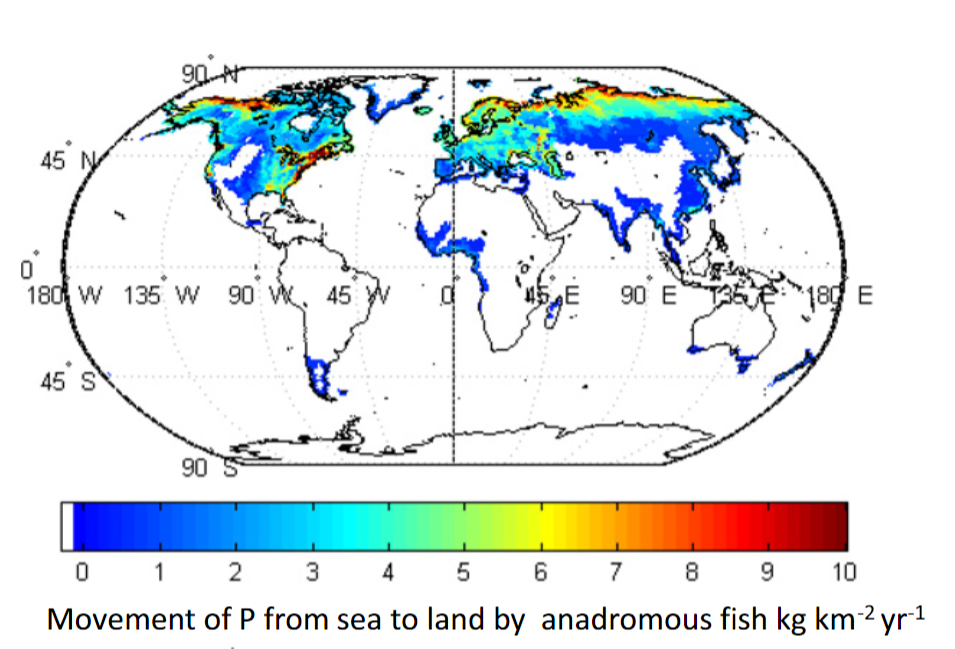 90° N
45° N
0°
180° W 135° W 90° W 45° W 0° 45° E 90° E 135° E 180° E
45° S
90° S
0 1 2 3 4 5 6 7 8 9 10
Movement of P from sea to land by anadromous fish kg km-2 yr-1